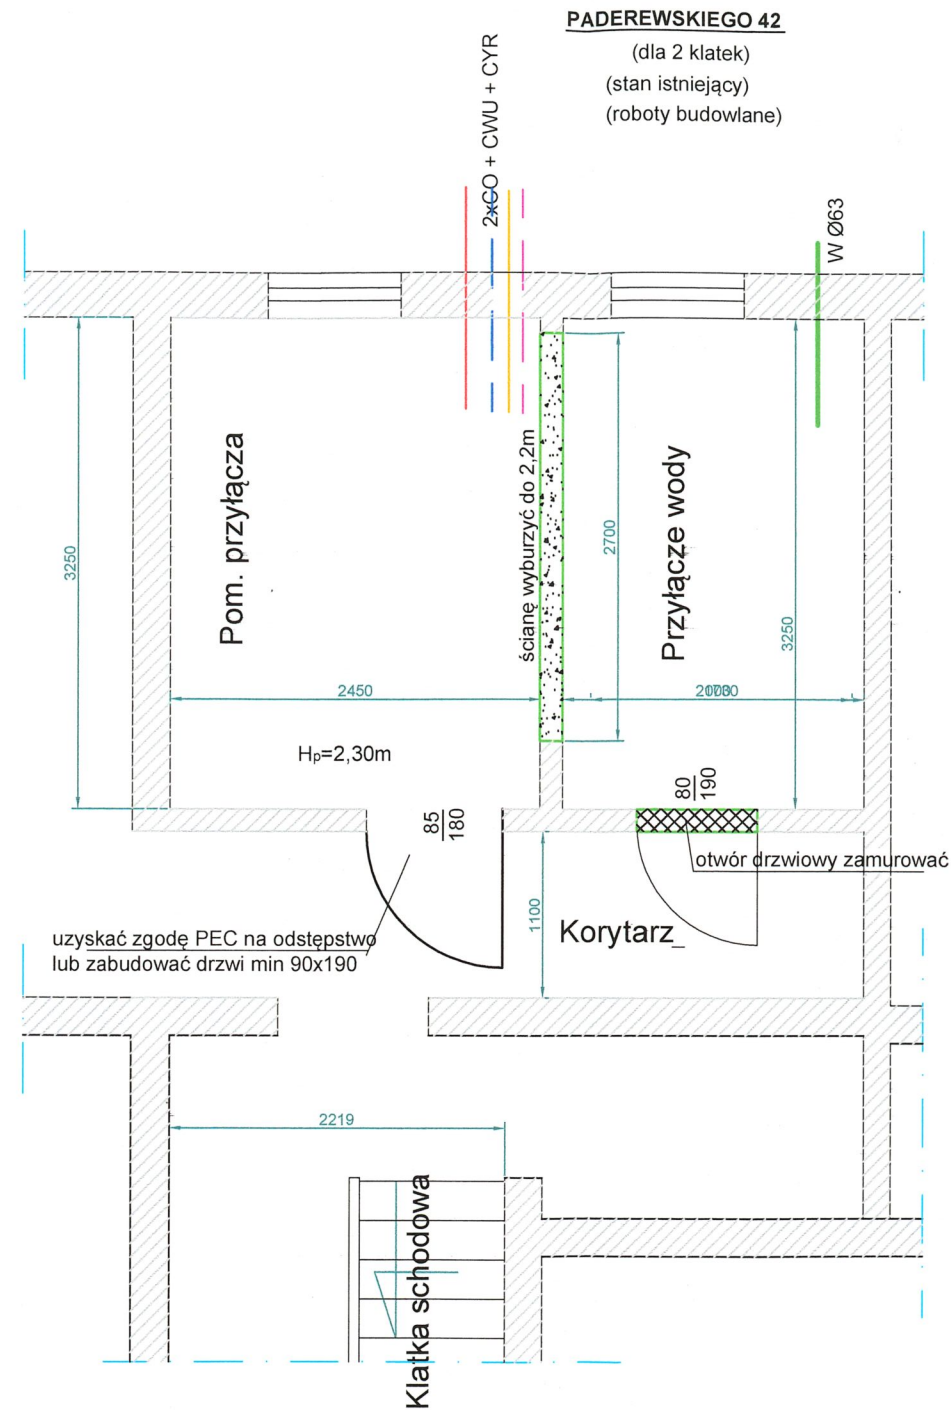 PADEREWSKIEGO 42
(dla 2 klatek)
(stan istniejący)
(roboty budowlane)
2xCO + CWU + CYR
W Ø63
3250
Pom. przyłącza
ścianę wyburzyć do 2,2m
2700
Przyłącze wody
3250
2450
Hp=2,30m
85
180
80
190
otwór drzwiowy zamurować
1100
Korytarz_
uzyskać zgodę PEC na odstępstwo
lub zabudować drzwi min 90x190
2219
Klatka schodowa